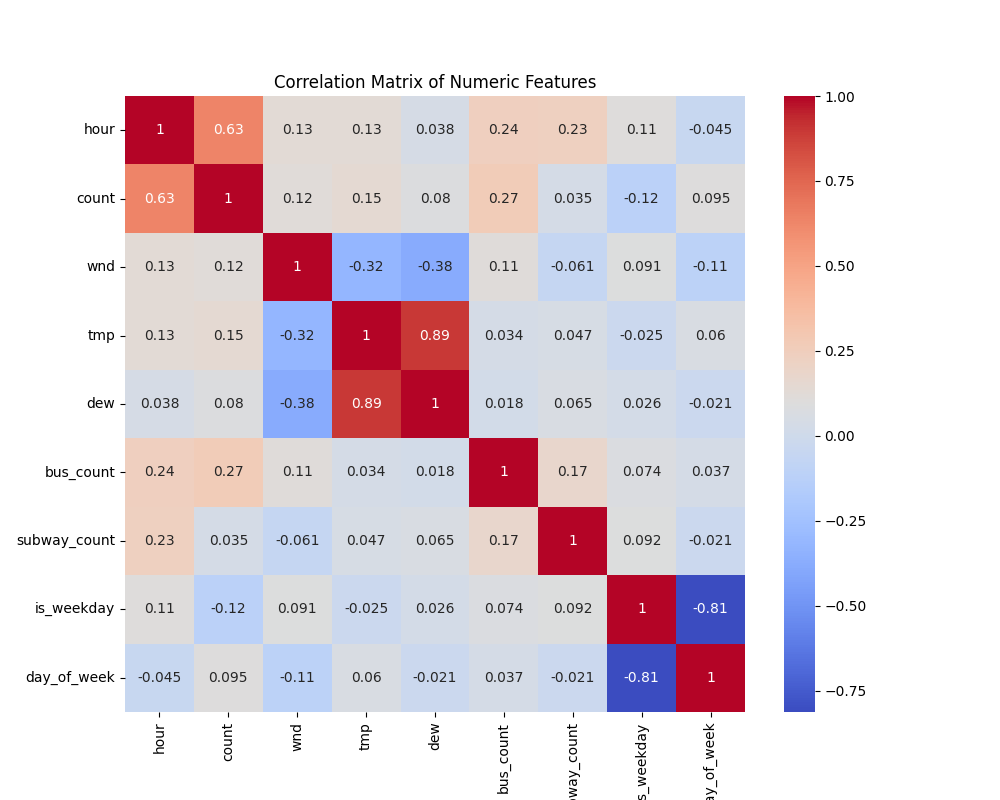 Correlation Matrix of Numeric Features
hour 1 0.63 0.13 0.13 0.038 0.24 0.23 0.11 -0.045
count 0.63 1 0.12 0.15 0.08 0.27 0.035 -0.12 0.095
wnd 0.13 0.12 1 -0.32 -0.38 0.11 -0.061 0.091 -0.11
tmp 0.13 0.15 -0.32 1 0.89 0.034 0.047 -0.025 0.06
dew 0.038 0.08 -0.38 0.89 1 0.018 0.065 0.026 -0.021
bus_count 0.24 0.27 0.11 0.034 0.018 1 0.17 0.074 0.037
subway_count 0.23 0.035 -0.061 0.047 0.065 0.17 1 0.092 -0.021
is_weekday 0.11 -0.12 0.091 -0.025 0.026 0.074 0.092 1 -0.81
day_of_week -0.045 0.095 -0.11 0.06 -0.021 0.037 -0.021 -0.81 1
hour
count
wnd
tmp
dew
bus_count
way_count
s_weekday
ay_of_week
1.00
0.75
0.50
0.25
0.00
−0.25
−0.50
−0.75